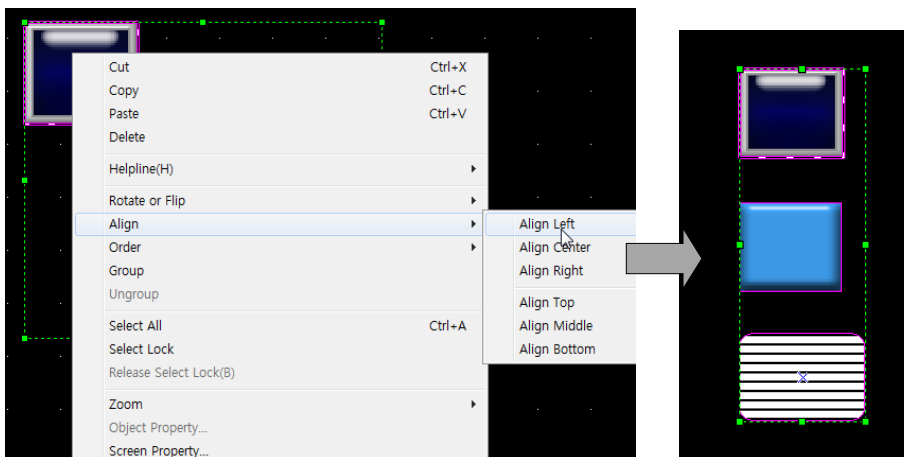 Cut Ctrl+X
Copy Ctrl+C
Paste Ctrl+V
Delete
Helpline(H)
Rotate or Flip
Align
Order
Group
Ungroup
Select All Ctrl+A
Select Lock
Release Select Lock(B)
Zoom
Object Property...
Screen Property...
Align Left
Align Center
Align Right
Align Top
Align Middle
Align Bottom